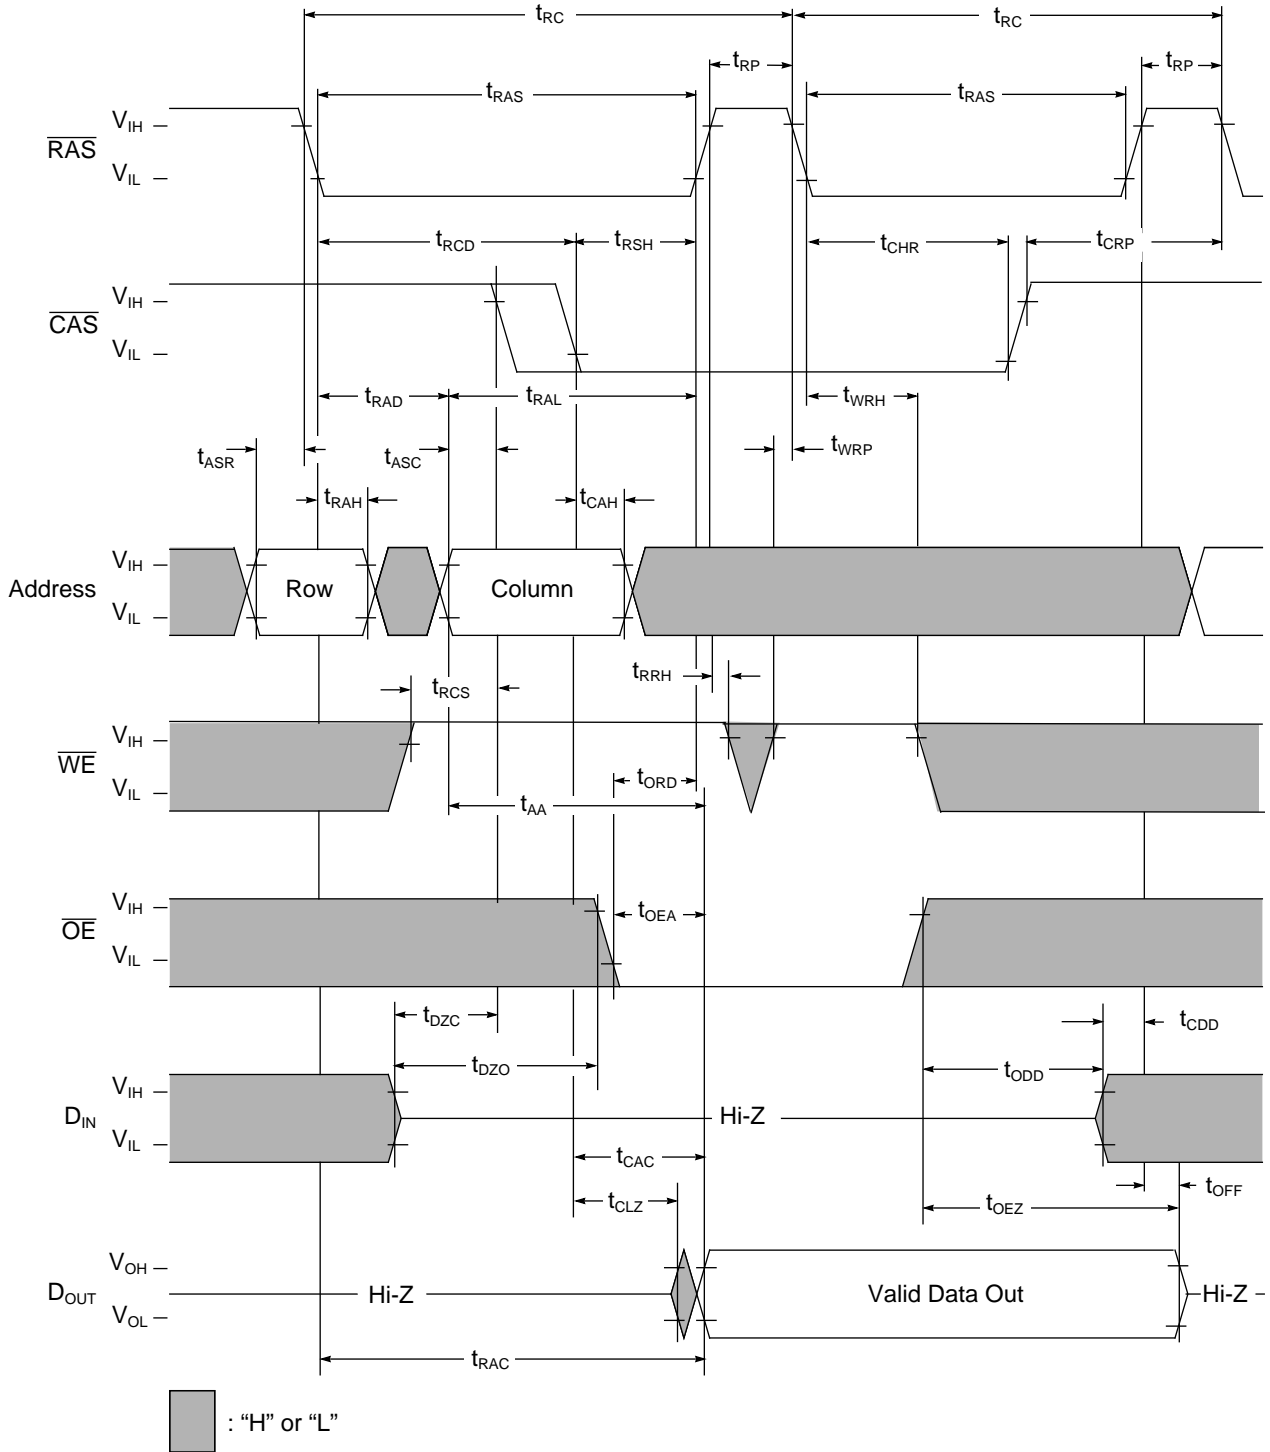 tRC tRC
tRP tRP
tRAS tRAS
VIH
RAS
VIL
tRCD tRSH tCHR tCRP
VIH
CAS
VIL
tRAD tRAL tWRH
tWRP
tASR tASC
tRAH tCAH
VIH
Address Row Column
VIL
tRRH
tRCS
VIH
WE
VIL
tORD
tAA
VIH
OE
VIL
tOEA
tDZC tCDD
tDZO tODD
VIH
DIN Hi-Z
VIL
tCAC
tCLZ tOEZ tOFF
VOH
DOUT Hi-Z Valid Data Out Hi-Z
VOL
tRAC
: “H” or “L”